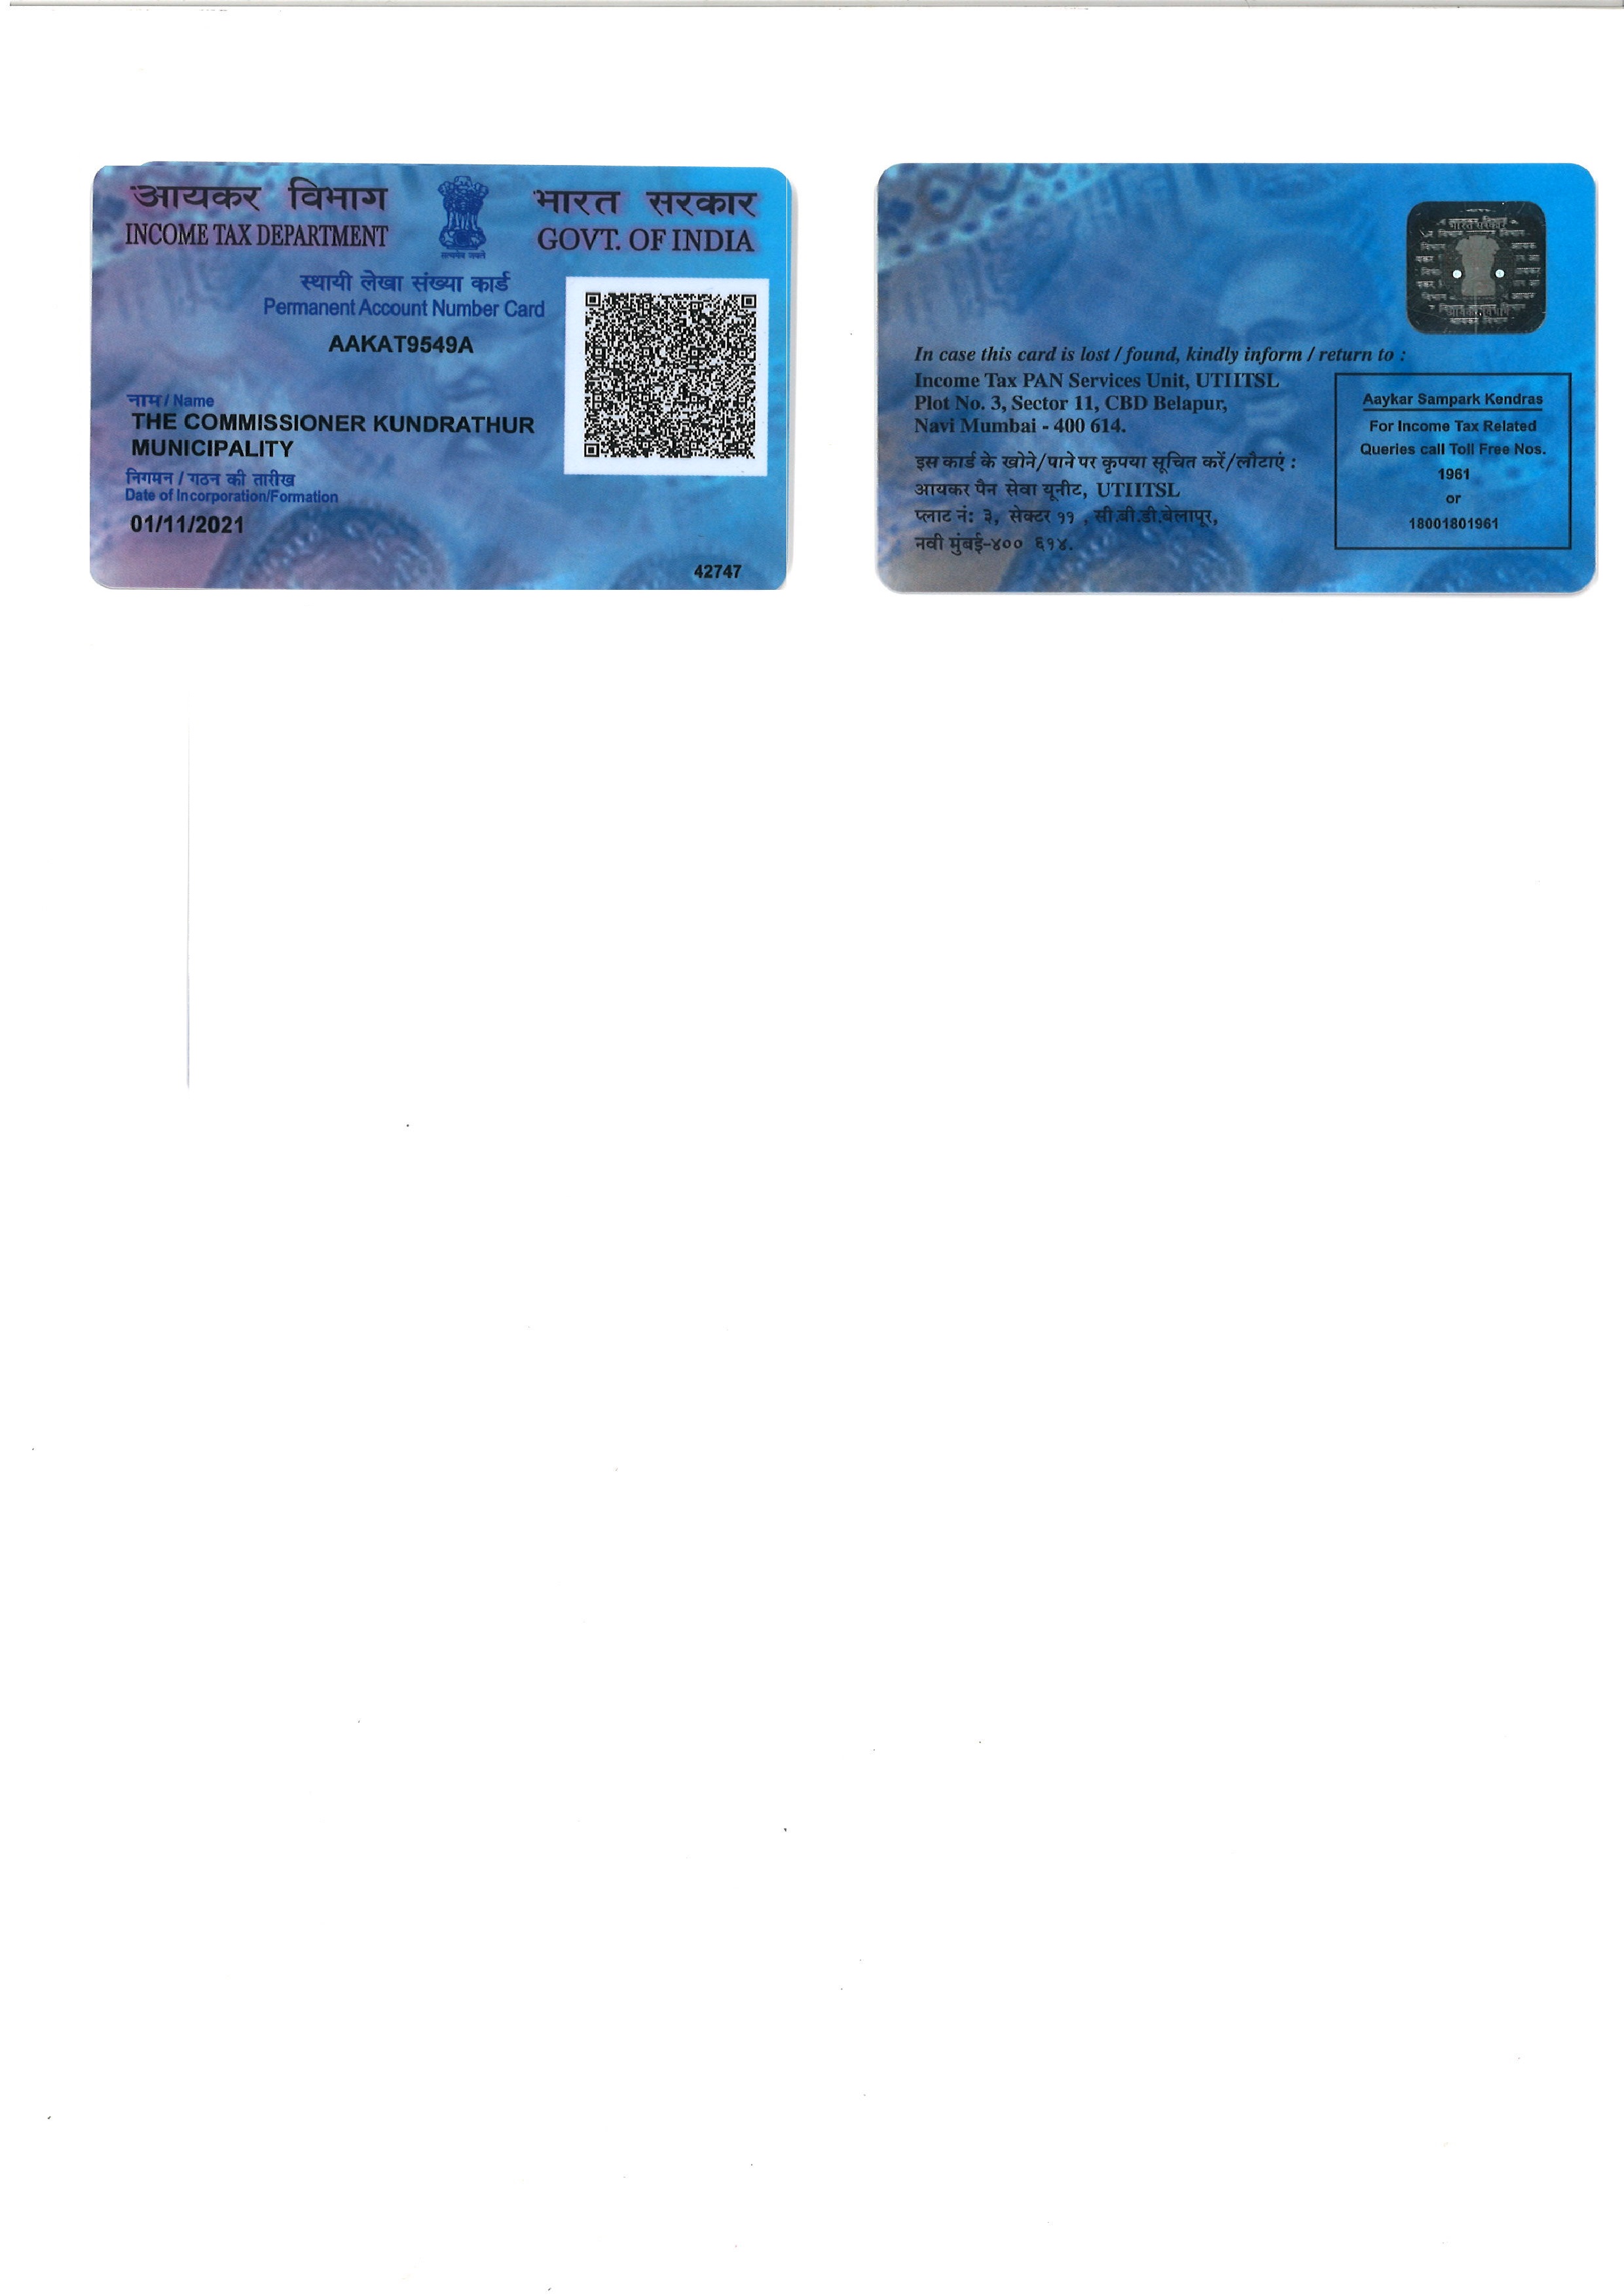 आयकर विभाग
INCOME TAX DEPARTMENT
सत्यमेव जयते
भारत सरकार
GOVT. OF INDIA
स्थायी लेखा संख्या कार्ड
Permanent Account Number Card
AAKAT9549A
नाम / Name
THE COMMISSIONER KUNDRATHUR
MUNICIPALITY
निगमन / गठन की तारीख
Date of Incorporation/Formation
01/11/2021
42747
भारत सरकार
In case this card is lost / found, kindly inform / return to :
Income Tax PAN Services Unit, UTIITSL
Plot No. 3, Sector 11, CBD Belapur,
Navi Mumbai - 400 614.
इस कार्ड के खोने/पाने पर कृपया सूचित करें/लौटाएं :
आयकर पैन सेवा यूनीट, UTIITSL
प्लाट नं: ३, सेक्टर ११ , सी.बी.डी.बेलापूर,
नवी मुंबई-४०० ६१४.
Aaykar Sampark Kendras
For Income Tax Related
Queries call Toll Free Nos.
1961
or
18001801961